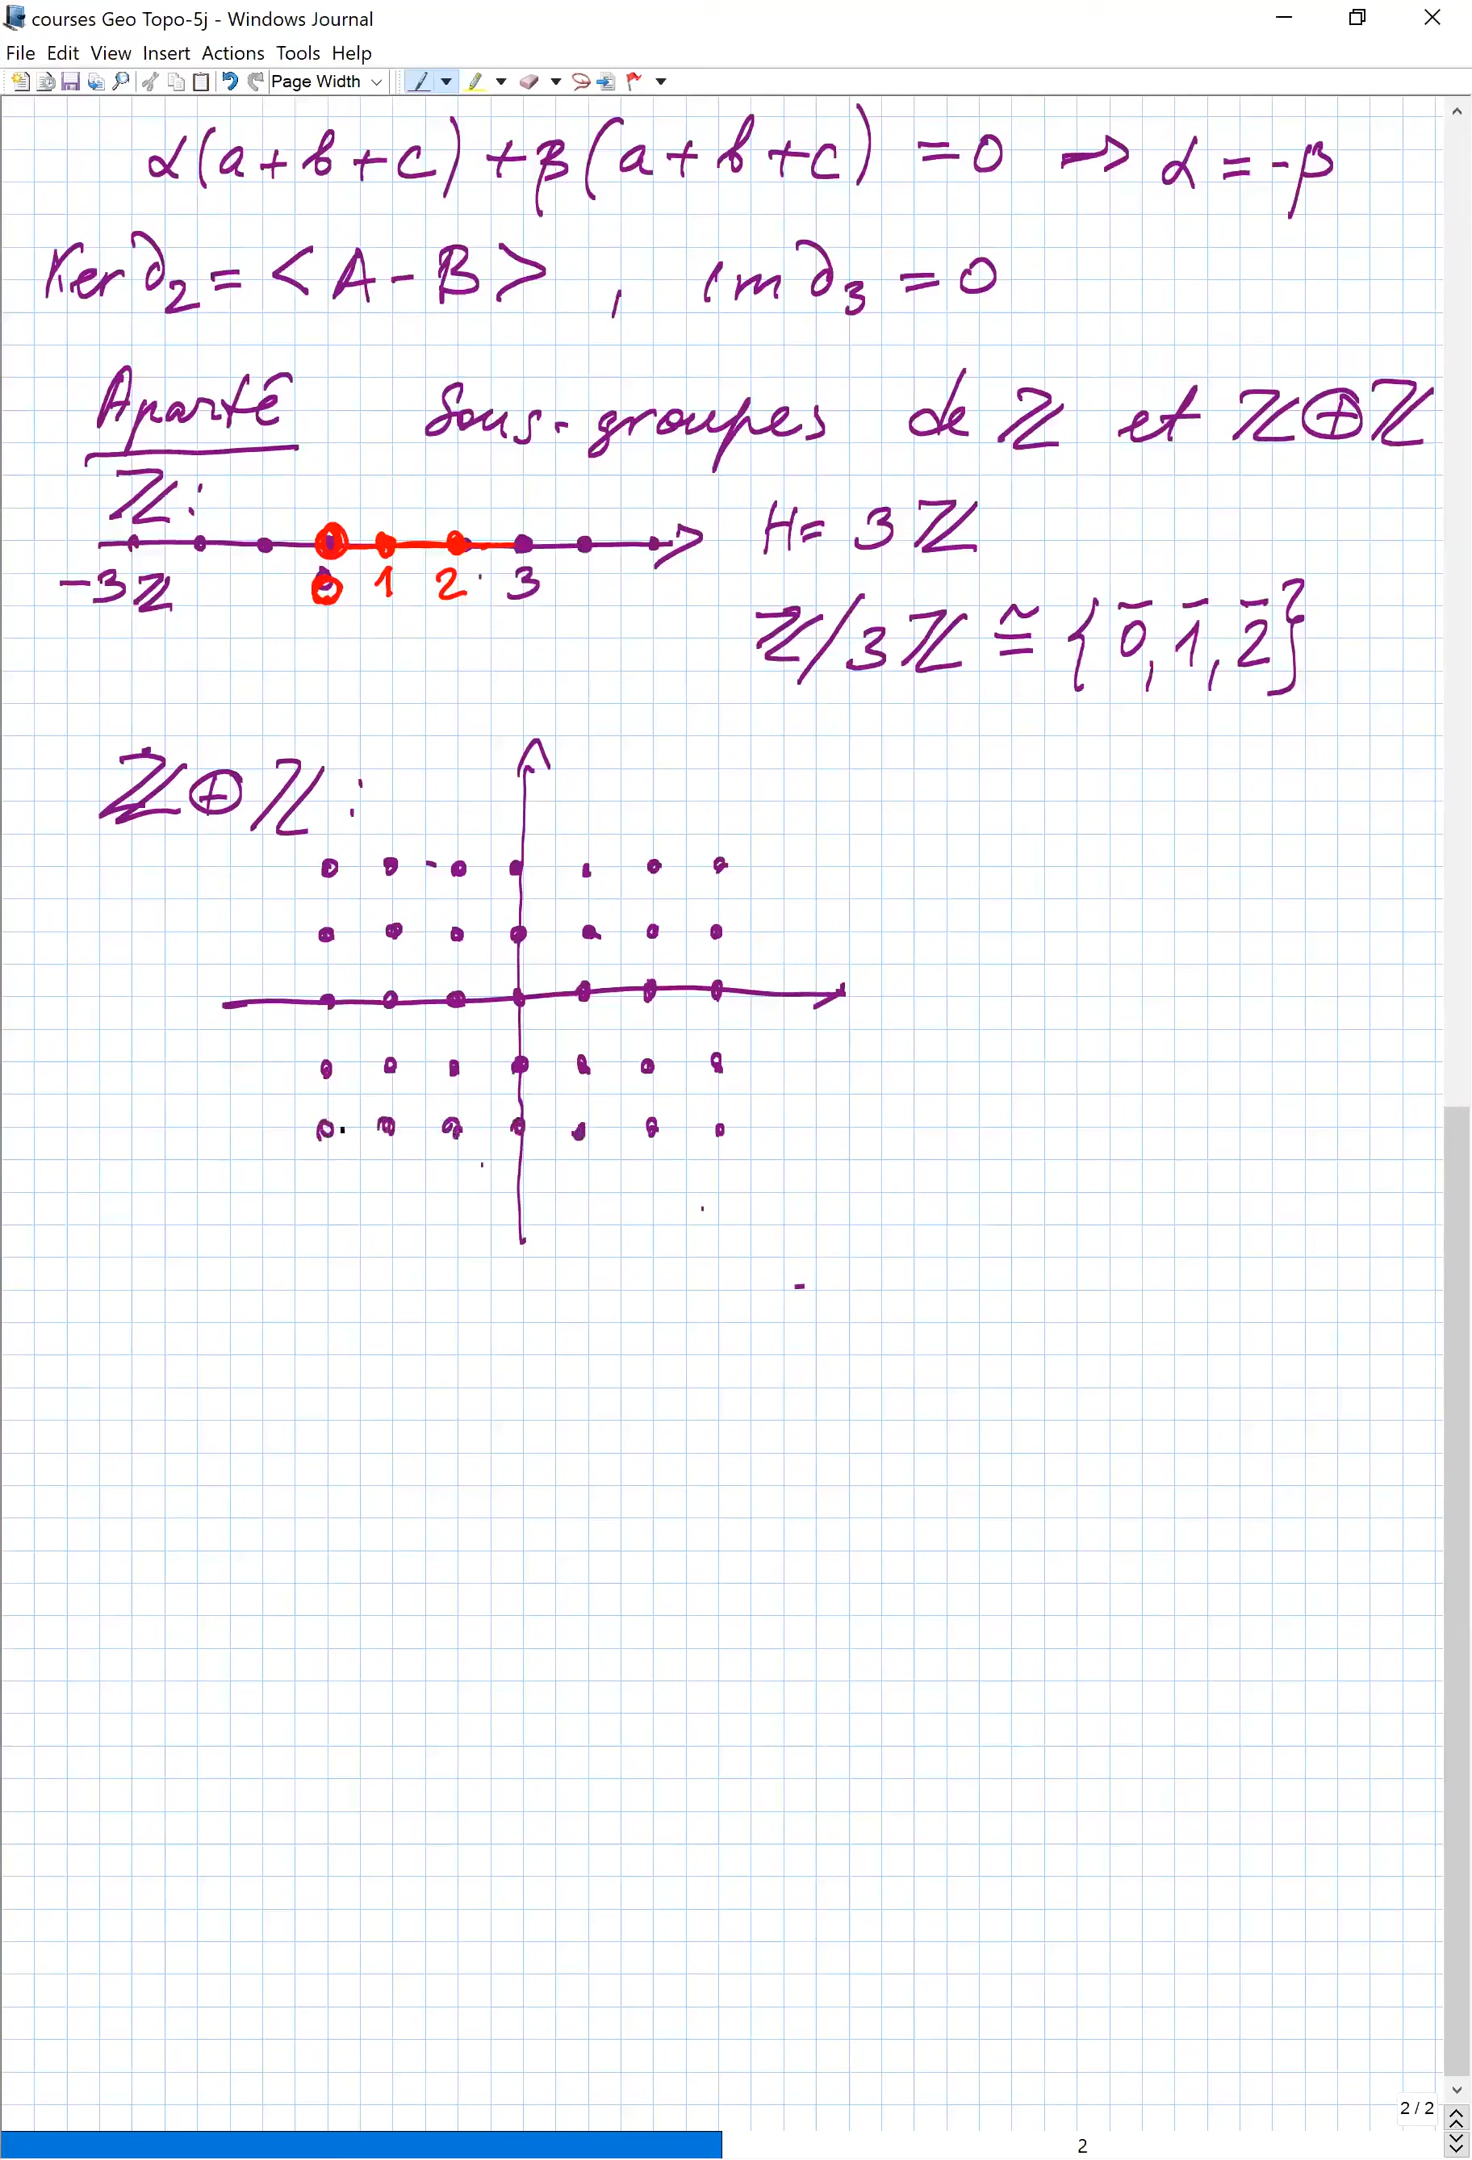 courses Geo Topo-5j - Windows Journal
File Edit View Insert Actions Tools Help
Page Width
α(a+b+c)+β(a+b+c)=0 → α=-β
Ker ∂₂ = <A-B> , im ∂₃ = 0
Aparté Sous-groupes de ℤ et ℤ⊕ℤ
ℤ:
H= 3ℤ
-3ℤ 0 1 2 3
ℤ/3ℤ ≅ {0̄, 1̄, 2̄}
ℤ⊕ℤ:
2 / 2
2